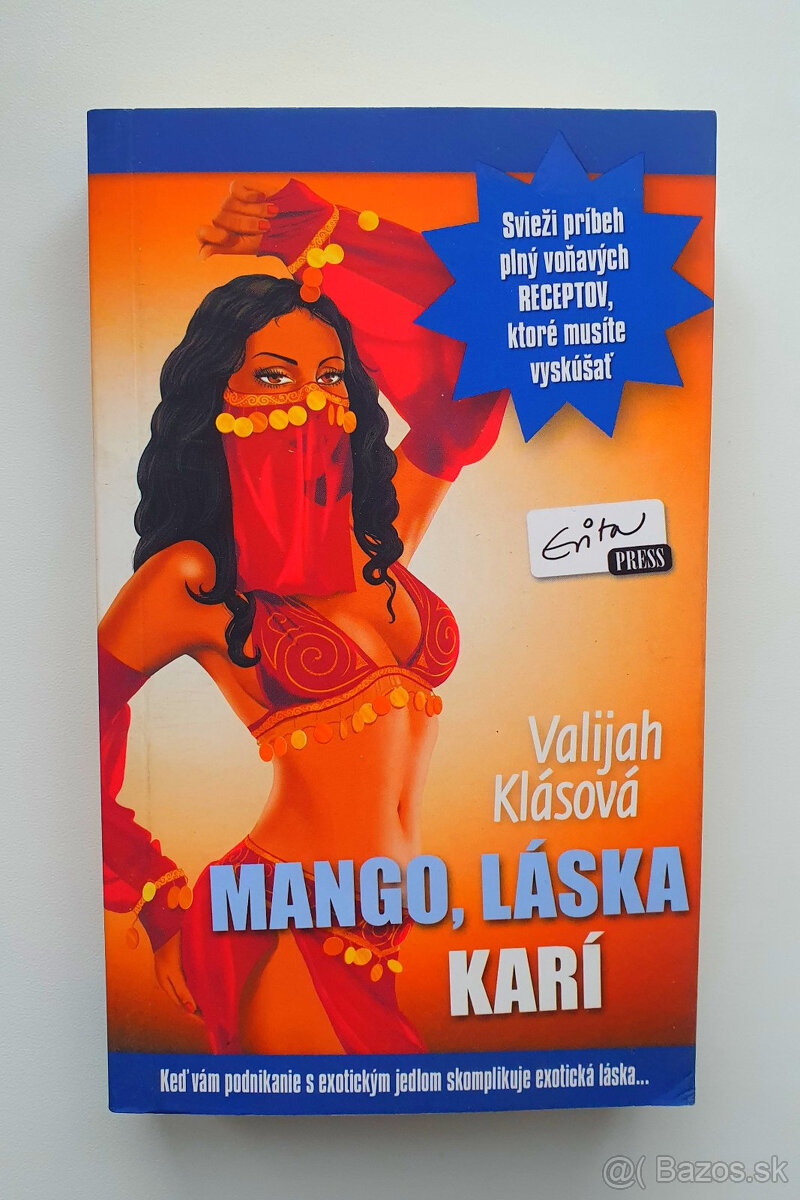 Svieži príbeh
plný voňavých
RECEPTOV,
ktoré musíte
vyskúšať
Evita
PRESS
Valijah
Klásová
MANGO, LÁSKA
KARÍ
Keď vám podnikanie s exotickým jedlom skomplikuje exotická láska...
@( Bazos.sk